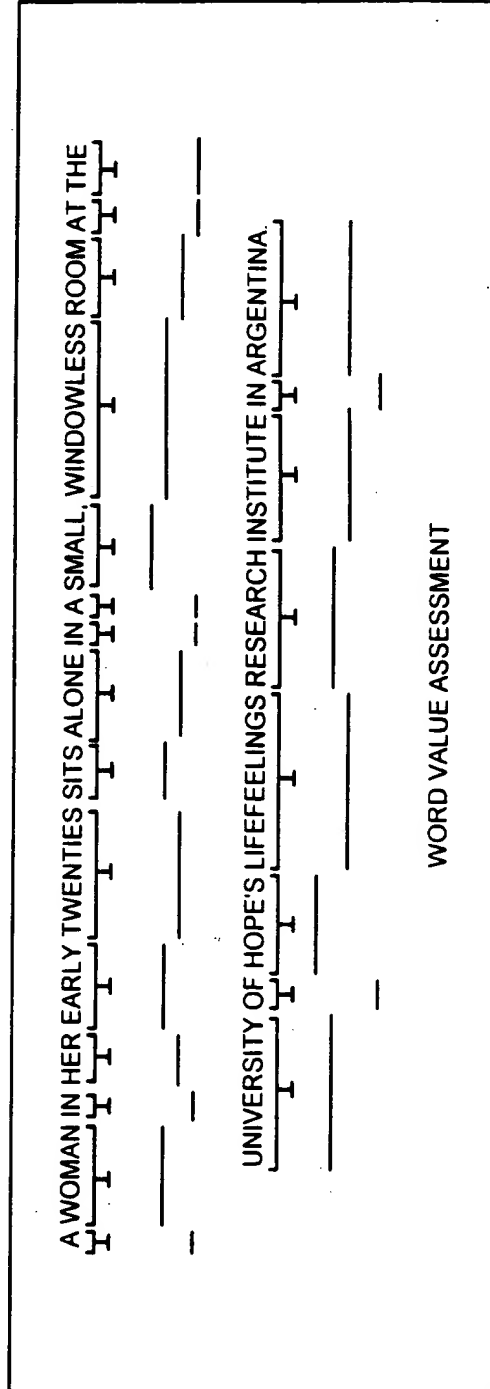 A WOMAN IN HER EARLY TWENTIES SITS ALONE IN A SMALL, WINDOWLESS ROOM AT THE
UNIVERSITY OF HOPE'S LIFEFEELINGS RESEARCH INSTITUTE IN ARGENTINA.
WORD VALUE ASSESSMENT